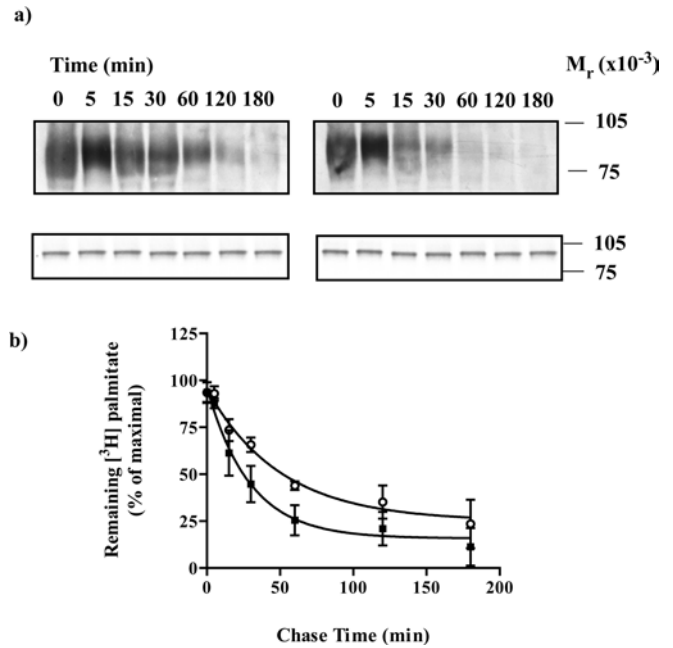 a)
Time (min)
M_r (x10⁻³)
0 5 15 30 60 120 180
0 5 15 30 60 120 180
105
75
105
75
b)
Remaining [³H] palmitate
(% of maximal)
125
100
75
50
25
0
0 50 100 150 200
Chase Time (min)